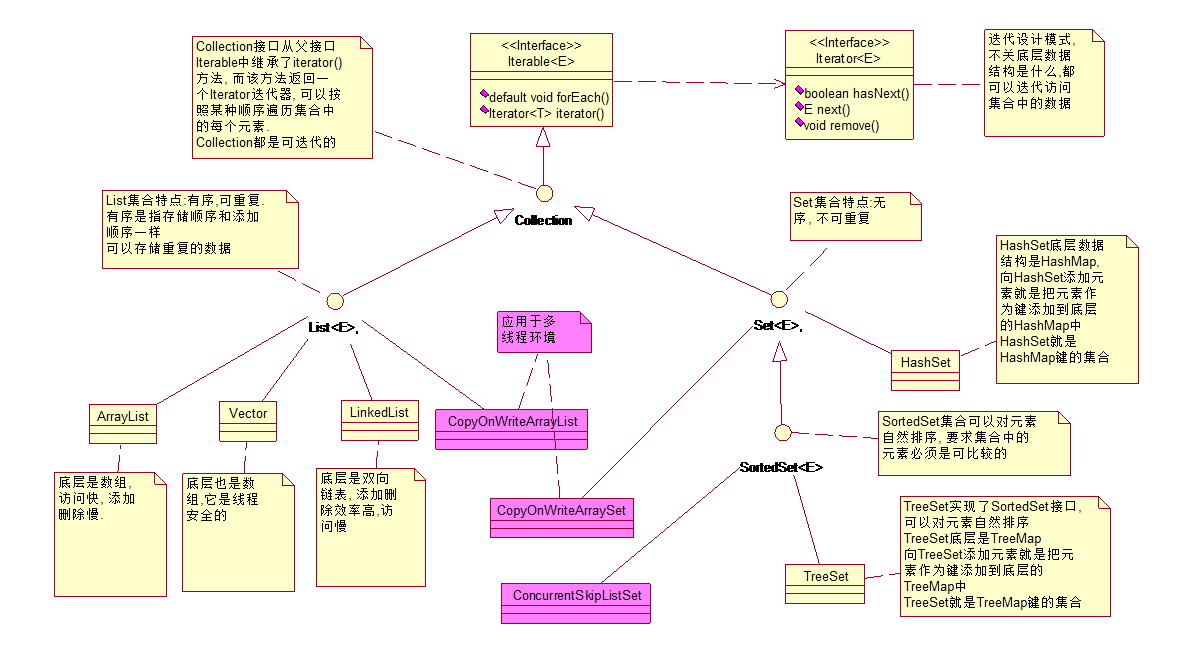 Collection接口从父接口
Iterable中继承了iterator()
方法, 而该方法返回一
个Iterator迭代器, 可以按
照某种顺序遍历集合中
的每个元素.
Collection都是可迭代的
<<Interface>>
Iterable<E>
default void forEach()
Iterator<T> iterator()
<<Interface>>
Iterator<E>
boolean hasNext()
E next()
void remove()
迭代设计模式,
不关底层数据
结构是什么,都
可以迭代访问
集合中的数据
Collection
List集合特点:有序,可重复.
有序是指存储顺序和添加
顺序一样
可以存储重复的数据
Set集合特点:无
序, 不可重复
HashSet底层数据
结构是HashMap,
向HashSet添加元
素就是把元素作
为键添加到底层
的HashMap中
HashSet就是
HashMap键的集合
List<E>,
应用于多
线程环境
Set<E>,
HashSet
ArrayList
Vector
LinkedList
CopyOnWriteArrayList
SortedSet集合可以对元素
自然排序, 要求集合中的
元素必须是可比较的
SortedSet<E>
底层是数组,
访问快, 添加
删除慢.
底层也是数
组,它是线程
安全的
底层是双向
链表, 添加删
除效率高,访
问慢
CopyOnWriteArraySet
TreeSet实现了SortedSet接口,
可以对元素自然排序
TreeSet底层是TreeMap
向TreeSet添加元素就是把元
素作为键添加到底层的
TreeMap中
TreeSet就是TreeMap键的集合
TreeSet
ConcurrentSkipListSet